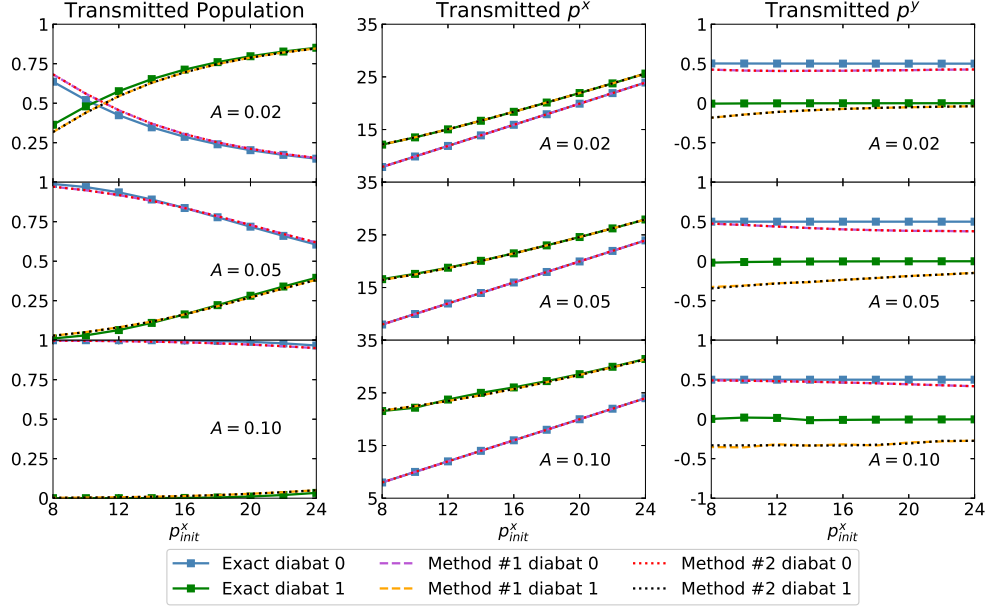 Transmitted Population Transmitted p^x Transmitted p^y
1 35 1
0.75 25 0.5
0.5 15 0
0.25 -0.5
A = 0.02 A = 0.02 A = 0.02
1 35 1
0.75 25 0.5
0.5 15 0
0.25 -0.5
A = 0.05 A = 0.05 A = 0.05
1 35 1
0.75 25 0.5
0.5 15 0
0.25 -0.5
A = 0.10 A = 0.10 A = 0.10
0 5 -1
8 12 16 20 24 8 12 16 20 24 8 12 16 20 24
p^x_init p^x_init p^x_init
Exact diabat 0 Method #1 diabat 0 Method #2 diabat 0
Exact diabat 1 Method #1 diabat 1 Method #2 diabat 1